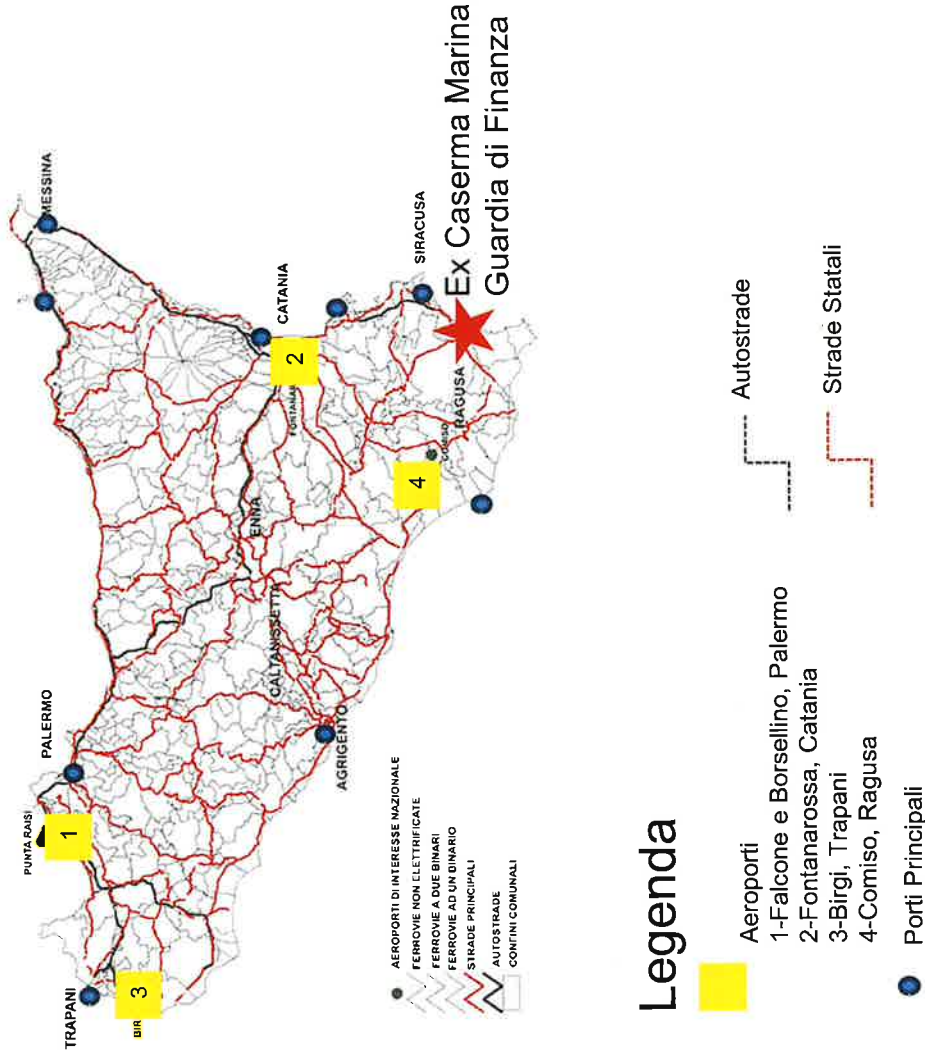 MESSINA
PALERMO
PUNTA RAISI
1
TRAPANI
3
BIR
CATANIA
2
FONTANAR
ENNA
CALTANISSETTA
AGRIGENTO
SIRACUSA
RAGUSA
COMISO
4
Ex Caserma Marina
Guardia di Finanza
AEROPORTI DI INTERESSE NAZIONALE
FERROVIE NON ELETTRIFICATE
FERROVIE A DUE BINARI
FERROVIE AD UN BINARIO
STRADE PRINCIPALI
AUTOSTRADE
CONFINI COMUNALI
Legenda
Aeroporti
1-Falcone e Borsellino, Palermo
2-Fontanarossa, Catania
3-Birgi, Trapani
4-Comiso, Ragusa
Porti Principali
Autostrade
Strade Statali